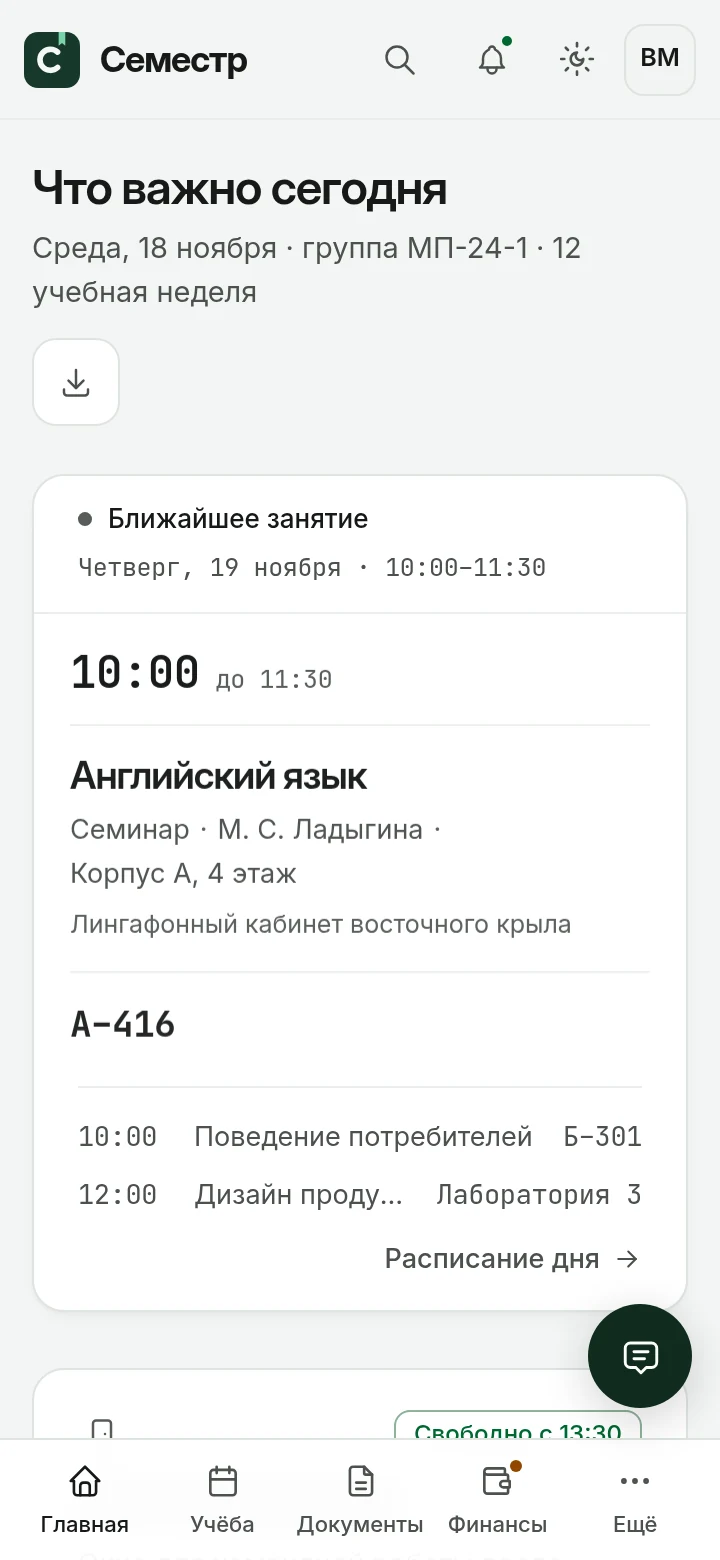 Семестр
ВМ
Что важно сегодня
Среда, 18 ноября · группа МП-24-1 · 12
учебная неделя
Ближайшее занятие
Четверг, 19 ноября · 10:00–11:30
10:00 до 11:30
Английский язык
Семинар · М. С. Ладыгина ·
Корпус А, 4 этаж
Лингафонный кабинет восточного крыла
А–416
10:00 Поведение потребителей Б–301
12:00 Дизайн проду... Лаборатория 3
Расписание дня →
Свободно с 13:30
Главная Учёба Документы Финансы Ещё